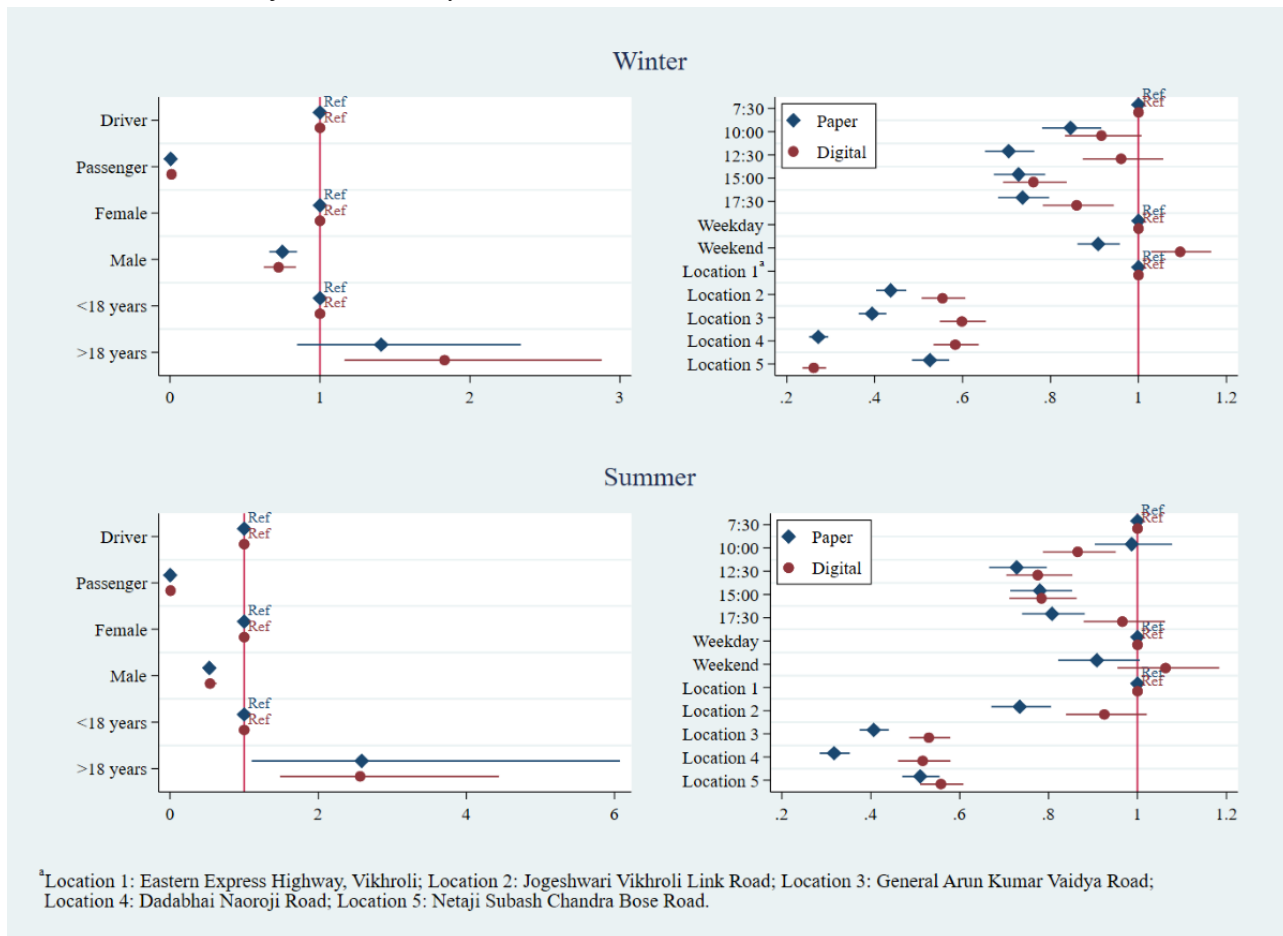 Winter
Driver
Passenger
Female
Male
<18 years
>18 years
Ref
Ref
Ref
Ref
Ref
Ref
0 1 2 3
Paper
Digital
7:30
10:00
12:30
15:00
17:30
Weekday
Weekend
Location 1a
Location 2
Location 3
Location 4
Location 5
Ref
Ref
Ref
Ref
Ref
Ref
.2 .4 .6 .8 1 1.2
Summer
Driver
Passenger
Female
Male
<18 years
>18 years
Ref
Ref
Ref
Ref
Ref
Ref
0 2 4 6
Paper
Digital
7:30
10:00
12:30
15:00
17:30
Weekday
Weekend
Location 1
Location 2
Location 3
Location 4
Location 5
Ref
Ref
Ref
Ref
Ref
Ref
.2 .4 .6 .8 1 1.2
aLocation 1: Eastern Express Highway, Vikhroli; Location 2: Jogeshwari Vikhroli Link Road; Location 3: General Arun Kumar Vaidya Road;
Location 4: Dadabhai Naoroji Road; Location 5: Netaji Subash Chandra Bose Road.